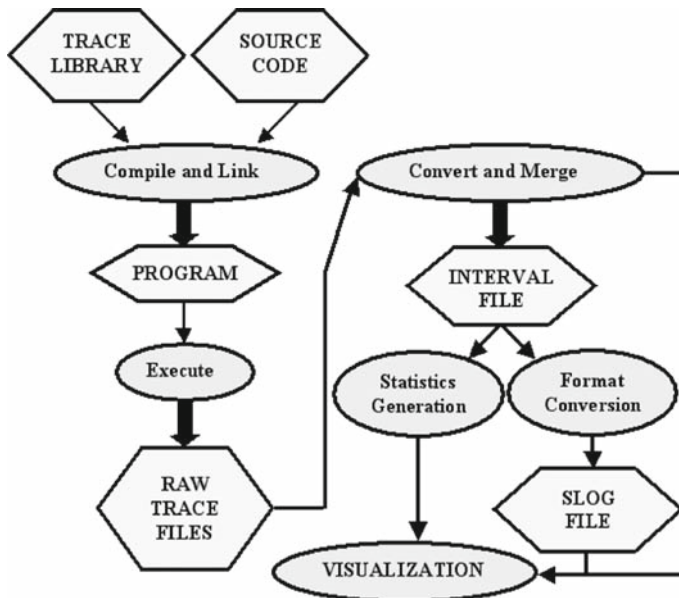 TRACE
LIBRARY
SOURCE
CODE
Compile and Link
PROGRAM
Execute
RAW
TRACE
FILES
Convert and Merge
INTERVAL
FILE
Statistics
Generation
Format
Conversion
SLOG
FILE
VISUALIZATION